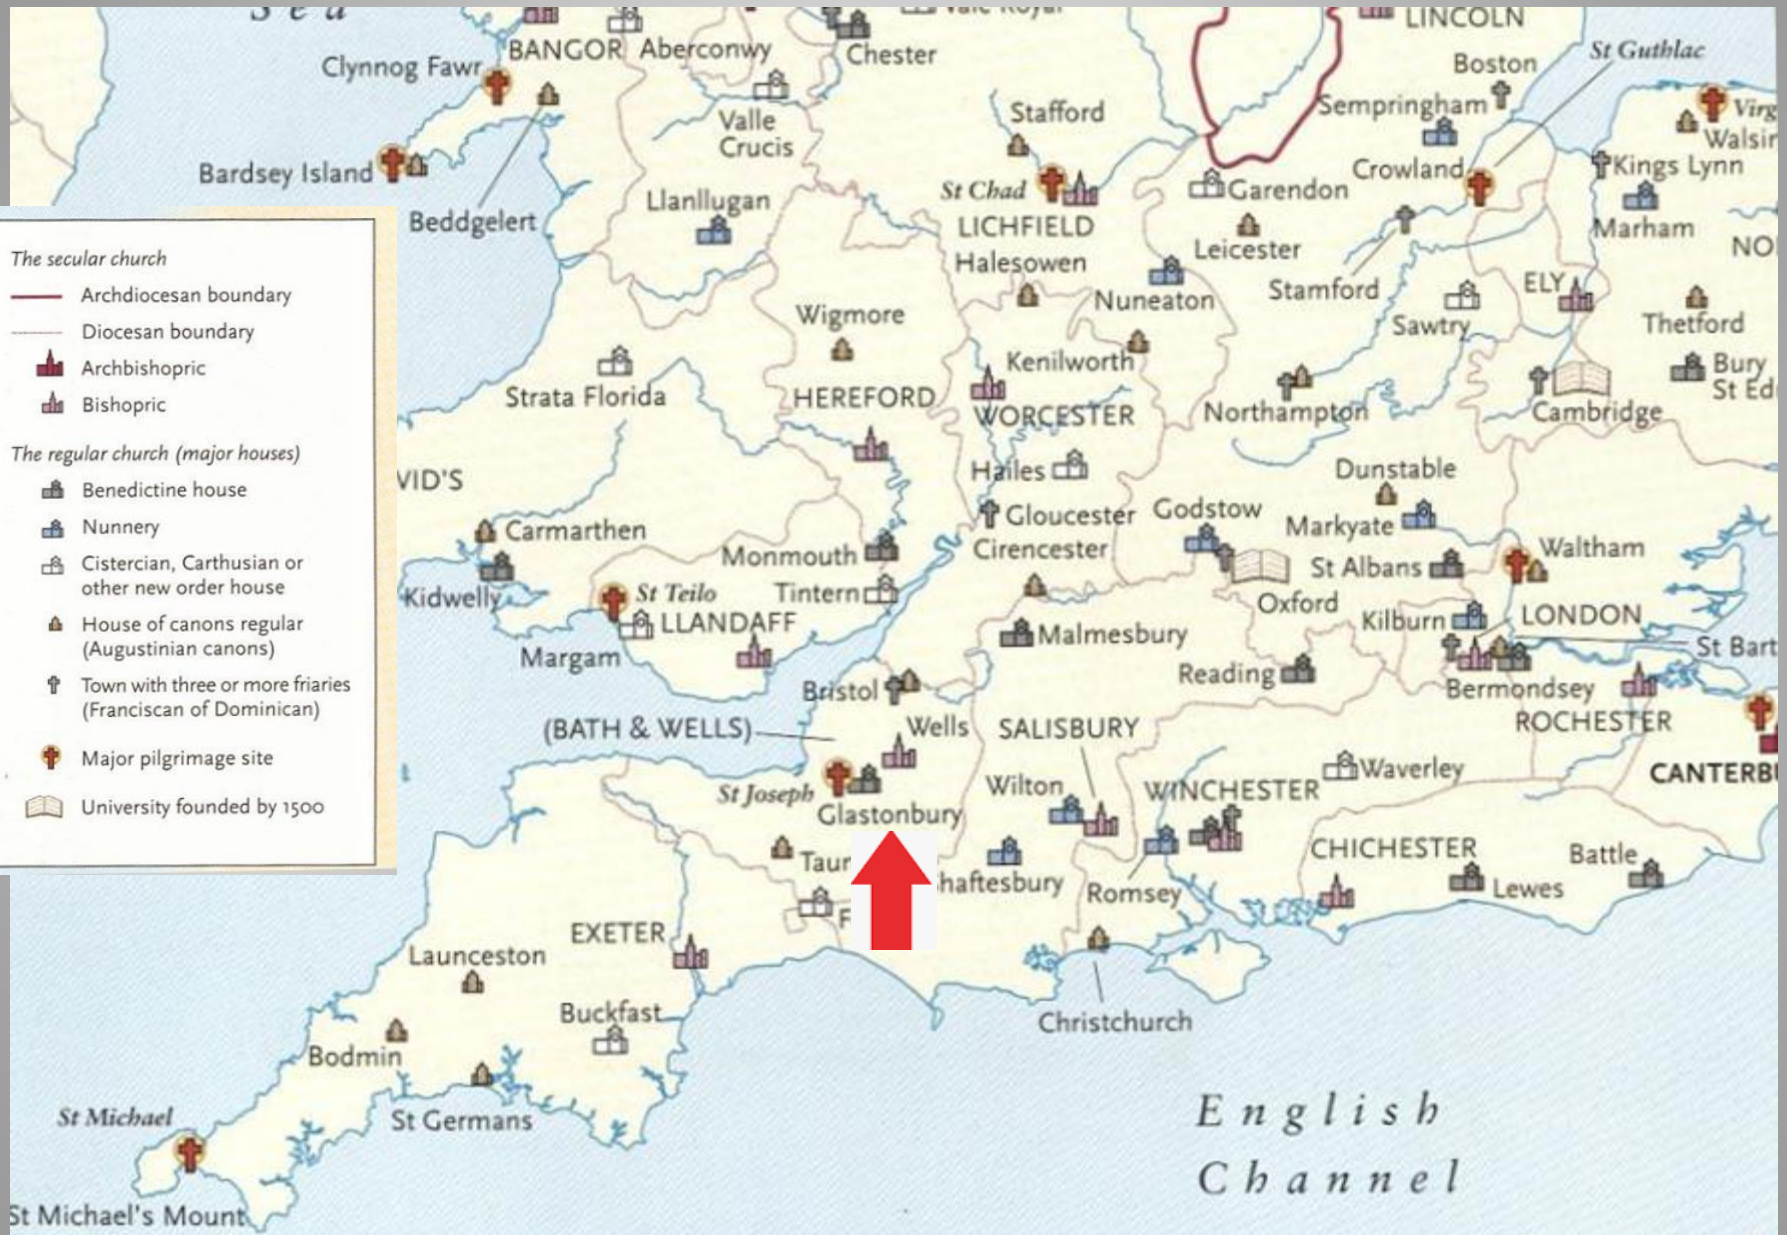 Sea
LINCOLN
BANGOR
Aberconwy
Chester
St Guthlac
Clynnog Fawr
Boston
Sempringham
Stafford
Virg
Valle
Crucis
Walsin
Bardsey Island
Crowland
Kings Lynn
St Chad
Garendon
Llanllugan
Beddgelert
LICHFIELD
Marham
Leicester
NO
Halesowen
Stamford
ELY
Nuneaton
Wigmore
Sawtry
Thetford
Kenilworth
Bury
St Ed
Strata Florida
HEREFORD
WORCESTER
Northampton
Cambridge
The secular church
Archdiocesan boundary
Diocesan boundary
Archbishopric
Bishopric
The regular church (major houses)
Benedictine house
Nunnery
Cistercian, Carthusian or
other new order house
House of canons regular
(Augustinian canons)
Town with three or more friaries
(Franciscan of Dominican)
Major pilgrimage site
University founded by 1500
VID'S
Hailes
Dunstable
Carmarthen
Gloucester
Godstow
Markyate
Monmouth
Cirencester
Waltham
St Albans
Kidwelly
St Teilo
Tintern
Oxford
LLANDAFF
Kilburn
LONDON
Malmesbury
Margam
St Bart
Reading
Bristol
Bermondsey
(BATH & WELLS)
Wells
SALISBURY
ROCHESTER
Waverley
CANTERBU
St Joseph
Wilton
WINCHESTER
Glastonbury
Taun
CHICHESTER
Battle
haftesbury
Romsey
Lewes
F
EXETER
Launceston
Buckfast
Christchurch
Bodmin
St Michael
St Germans
English
Channel
St Michael's Mount